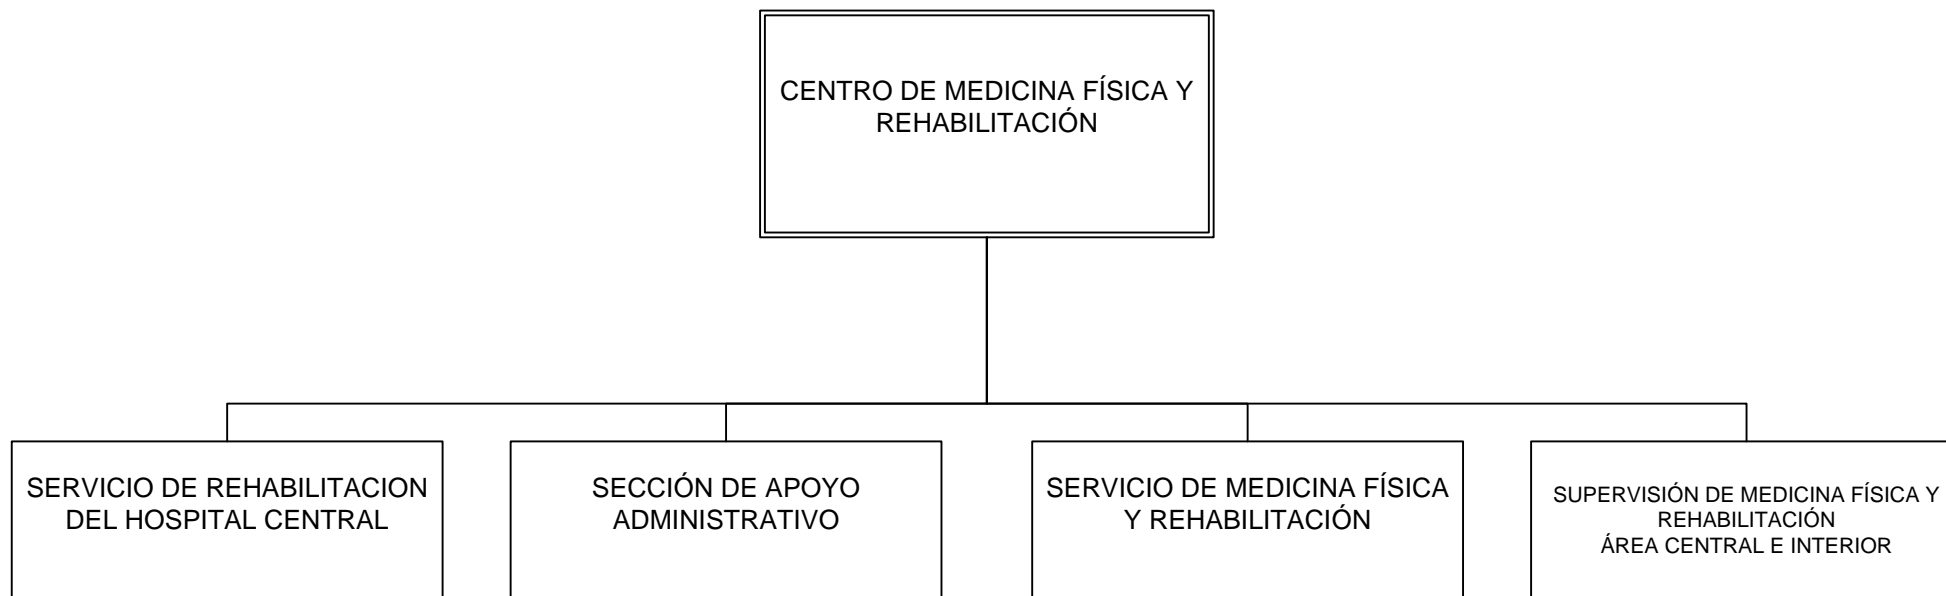 CENTRO DE MEDICINA FÍSICA Y
REHABILITACIÓN
SERVICIO DE REHABILITACION
DEL HOSPITAL CENTRAL
SECCIÓN DE APOYO
ADMINISTRATIVO
SERVICIO DE MEDICINA FÍSICA
Y REHABILITACIÓN
SUPERVISIÓN DE MEDICINA FÍSICA Y
REHABILITACIÓN
ÁREA CENTRAL E INTERIOR